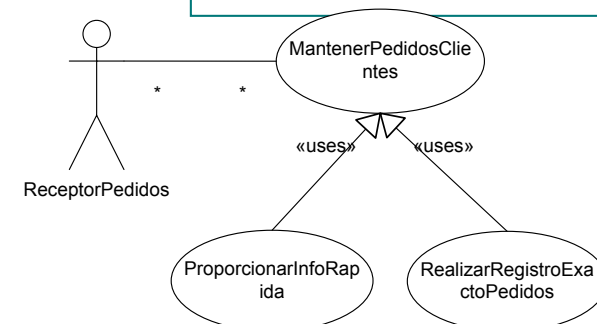 MantenerPedidosClie
ntes
* *
«uses» «uses»
ReceptorPedidos
ProporcionarInfoRap
ida
RealizarRegistroExa
ctoPedidos